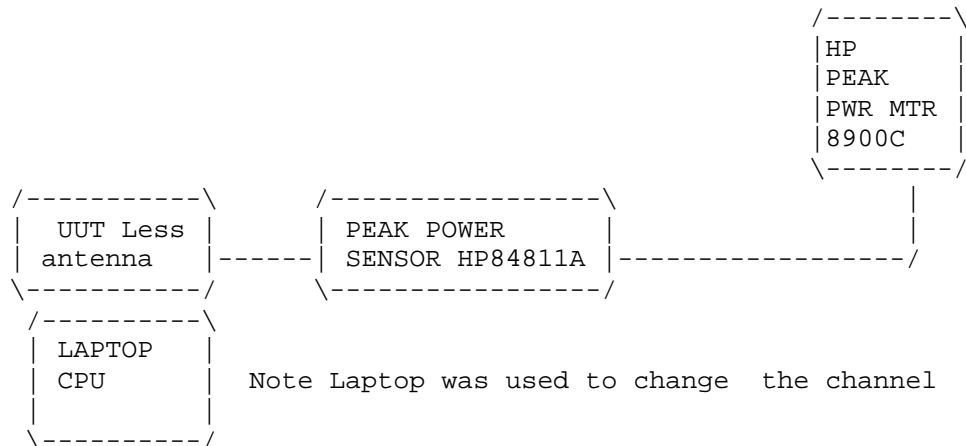 HP
PEAK
PWR MTR
8900C
UUT Less
antenna
PEAK POWER
SENSOR HP84811A
LAPTOP
CPU
Note Laptop was used to change the channel